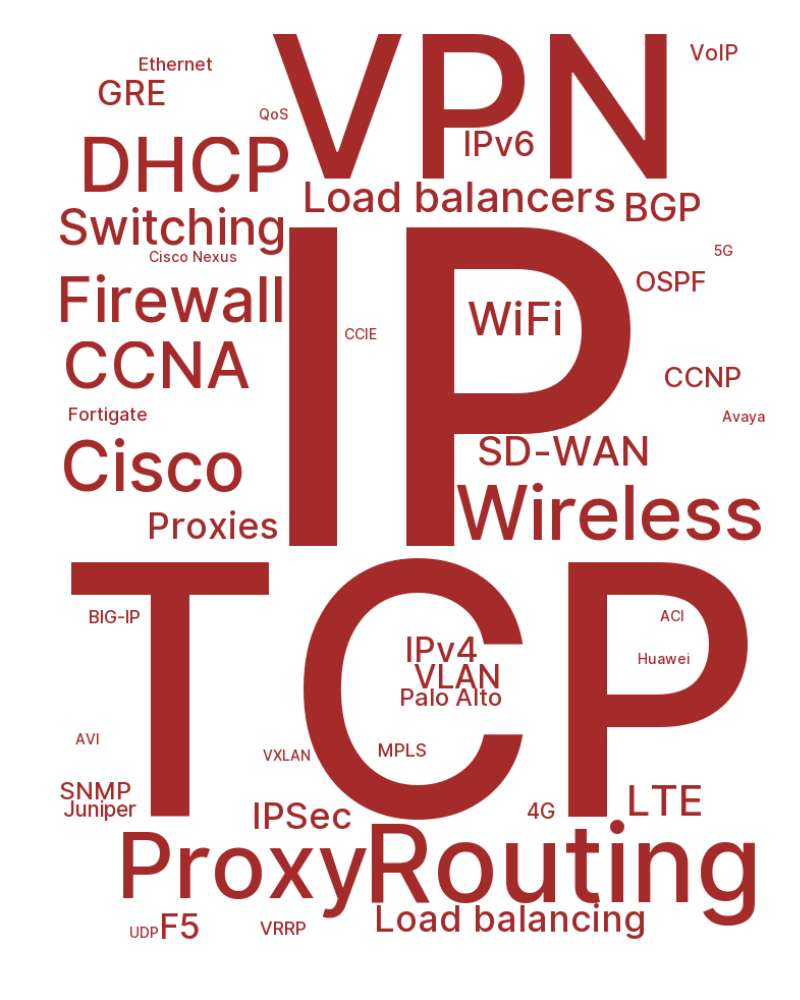 VPN
VoIP
Ethernet
GRE
QoS
IPv6
DHCP
Load balancers
BGP
Switching
Cisco Nexus
5G
OSPF
Firewall
IP
WiFi
CCIE
CCNA
CCNP
Fortigate
Avaya
Cisco
SD-WAN
Wireless
Proxies
TCP
BIG-IP
ACI
IPv4
Huawei
VLAN
Palo Alto
AVI
VXLAN
MPLS
SNMP
Juniper
IPSec
4G
LTE
Proxy
Routing
UDP
F5
VRRP
Load balancing